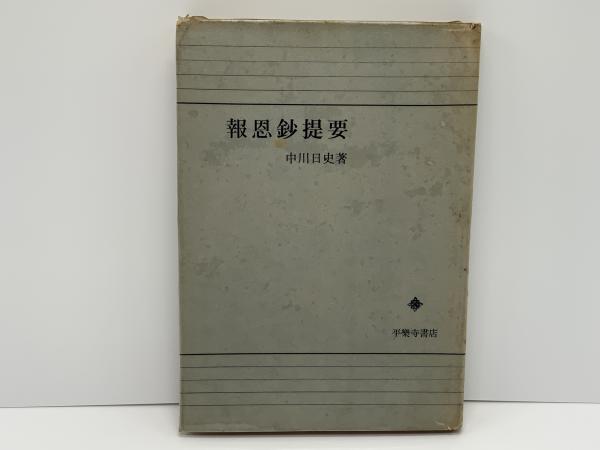 報恩鈔提要
中川日史著
平樂寺書店